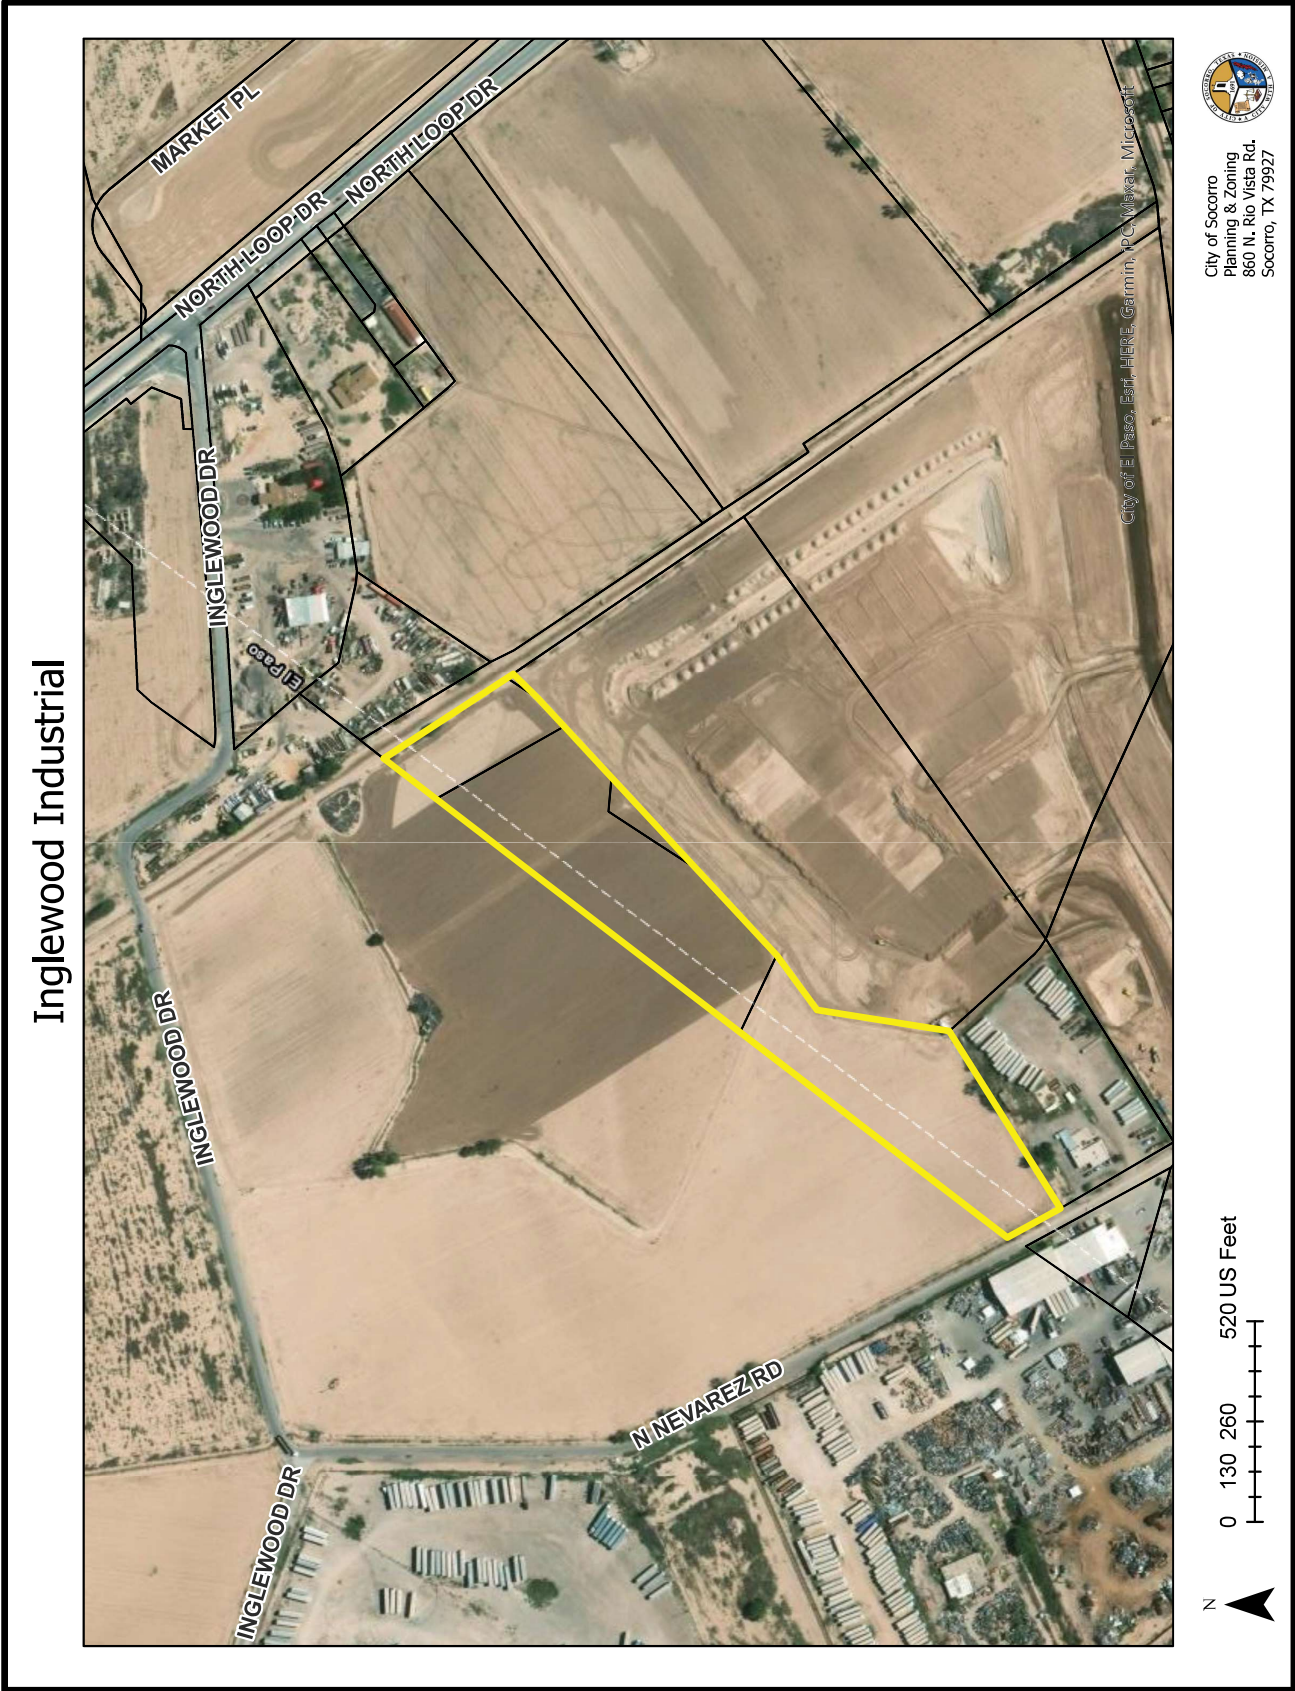 Inglewood Industrial
MARKET PL
NORTH LOOP DR
NORTH LOOP DR
INGLEWOOD DR
El Paso
INGLEWOOD DR
INGLEWOOD DR
N NEVAREZ RD
City of El Paso, Esri, HERE, Garmin, iPC, Maxar, Microsoft
N
0 130 260 520 US Feet
City of Socorro
Planning & Zoning
860 N. Rio Vista Rd.
Socorro, TX 79927